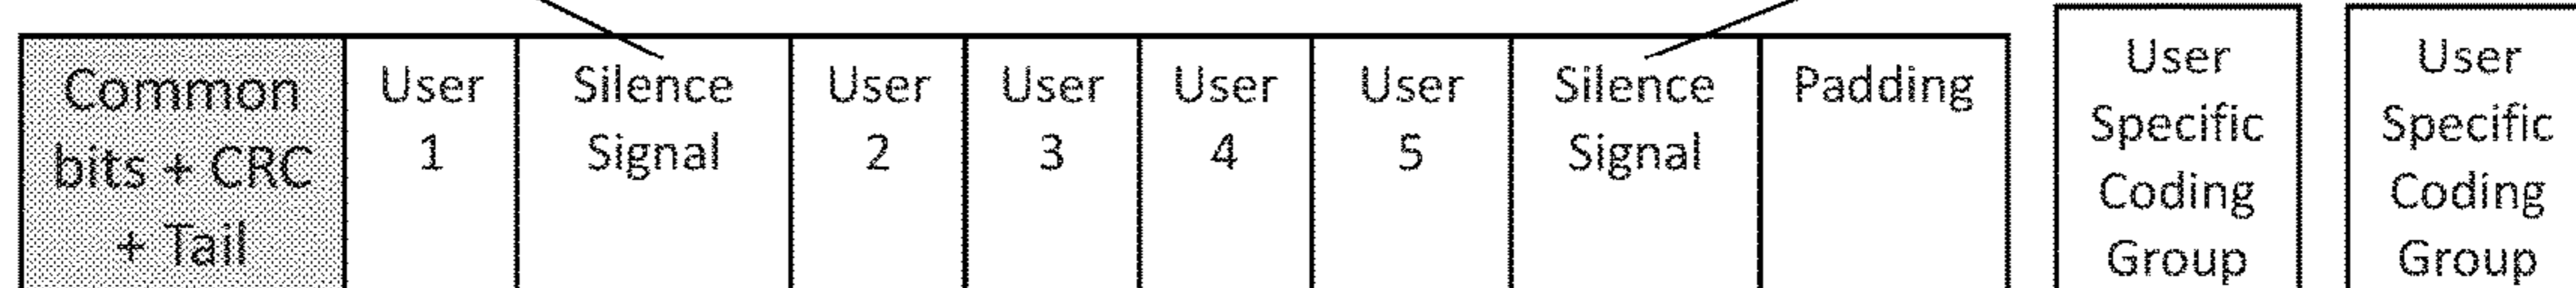 Common
bits + CRC
+ Tail
User
1
Silence
Signal
User
2
User
3
User
4
User
5
Silence
Signal
Padding
User
Specific
Coding
Group
User
Specific
Coding
Group